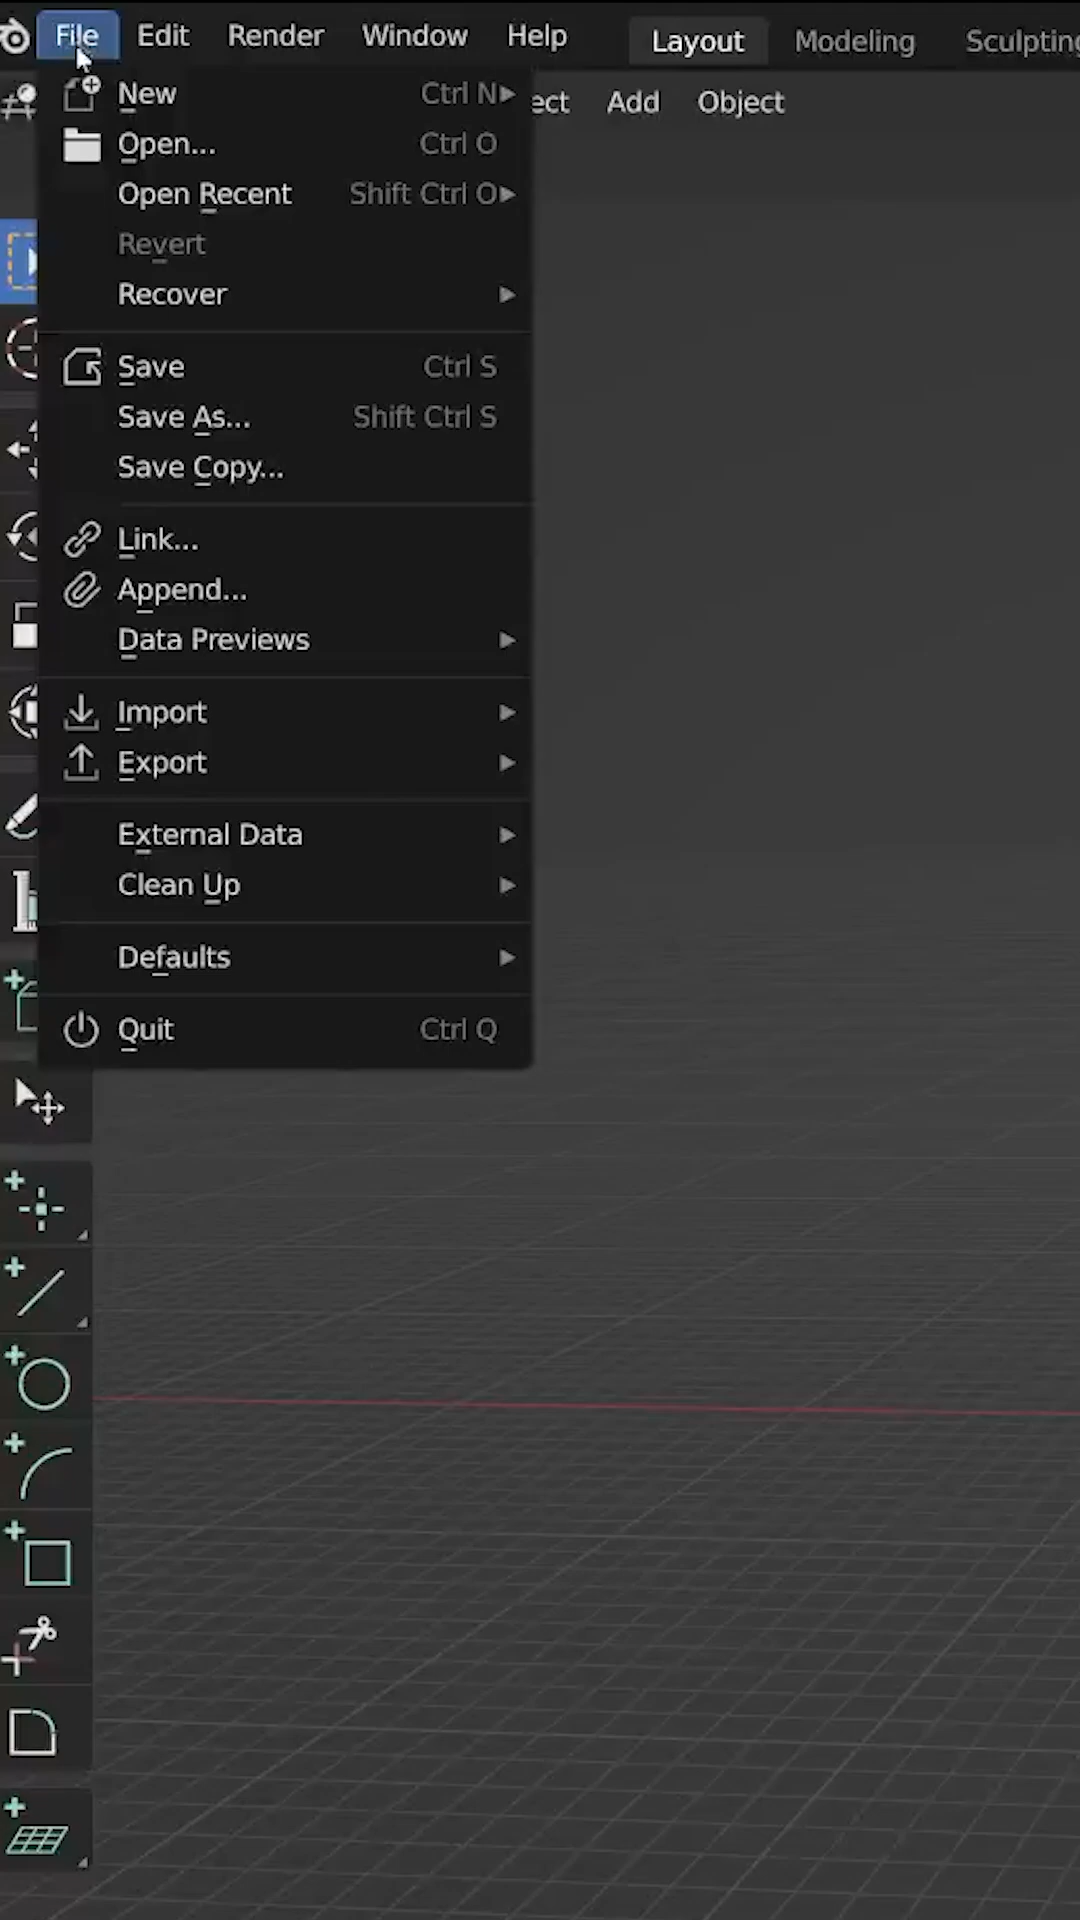 File Edit Render Window Help Layout Modeling Sculpting
ect Add Object
New Ctrl N
Open... Ctrl O
Open Recent Shift Ctrl O
Revert
Recover
Save Ctrl S
Save As... Shift Ctrl S
Save Copy...
Link...
Append...
Data Previews
Import
Export
External Data
Clean Up
Defaults
Quit Ctrl Q